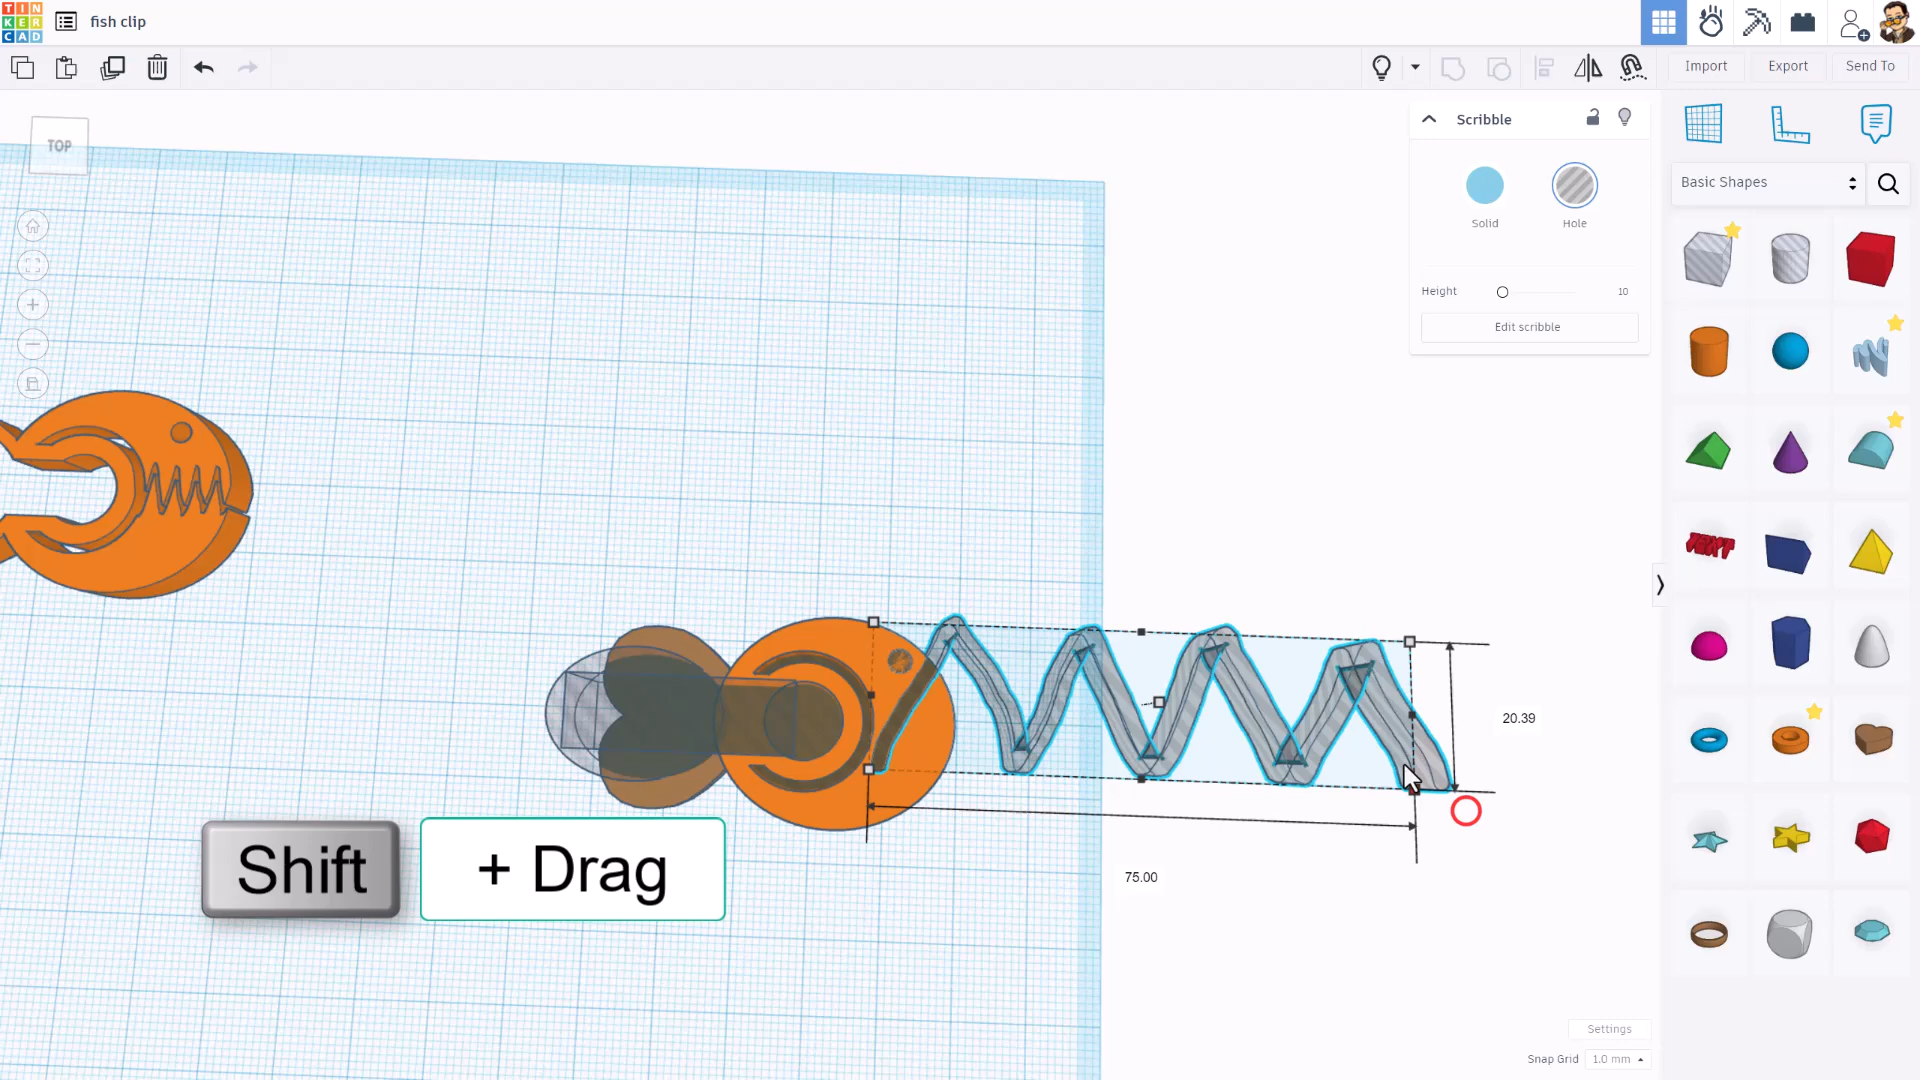 TIN
KER
CAD
fish clip
Import
Export
Send To
TOP
Scribble
Solid
Hole
Height
10
Edit scribble
Basic Shapes
TEXT
20.39
75.00
Shift
+ Drag
Settings
Snap Grid
1.0 mm